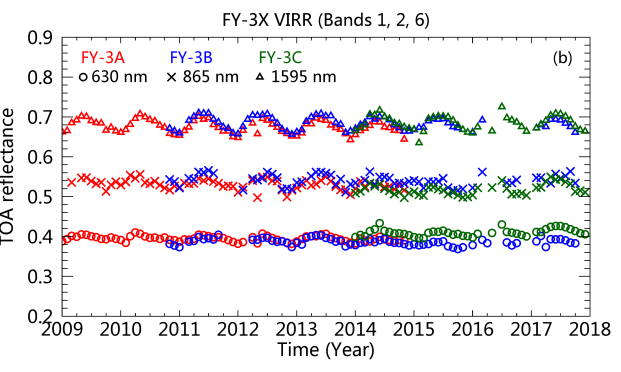 FY-3X VIRR (Bands 1, 2, 6)
0.9
0.8
0.7
0.6
0.5
0.4
0.3
0.2
TOA reflectance
FY-3A FY-3B FY-3C
630 nm 865 nm 1595 nm
(b)
2009 2010 2011 2012 2013 2014 2015 2016 2017 2018
Time (Year)